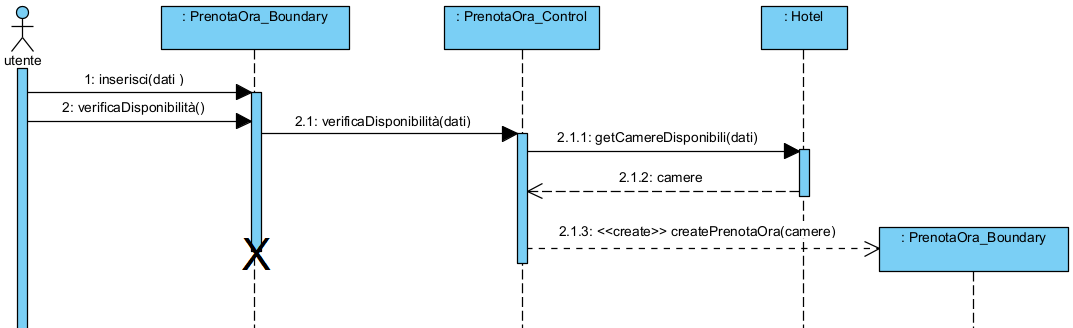 : PrenotaOra_Boundary
: PrenotaOra_Control
: Hotel
utente
1: inserisci(dati )
2: verificaDisponibilità()
2.1: verificaDisponibilità(dati)
2.1.1: getCamereDisponibili(dati)
2.1.2: camere
2.1.3: <<create>> createPrenotaOra(camere)
: PrenotaOra_Boundary